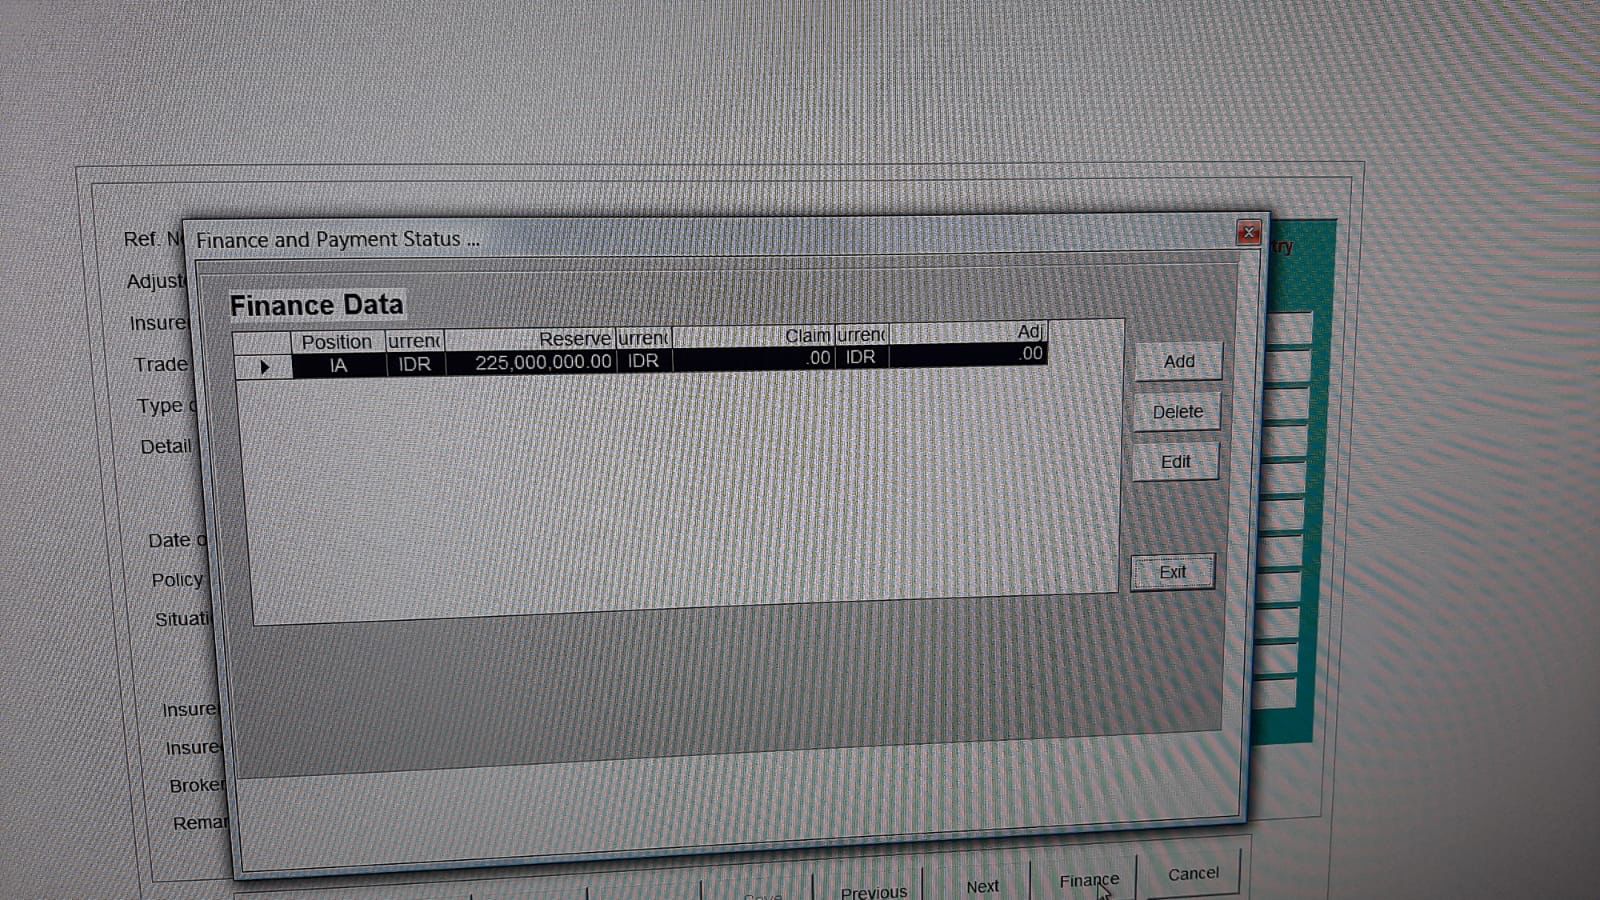 Finance and Payment Status ...
x
Ref. N
try
Adjust
Finance Data
Insure
Position urrenc Reserve urrenc Claim urrenc Adj
IA IDR 225,000,000.00 IDR .00 IDR .00
Trade
Add
Type o
Delete
Detail
Edit
Date o
Exit
Policy
Situati
Insure
Insure
Broker
Remar
Previous Next Finance Cancel